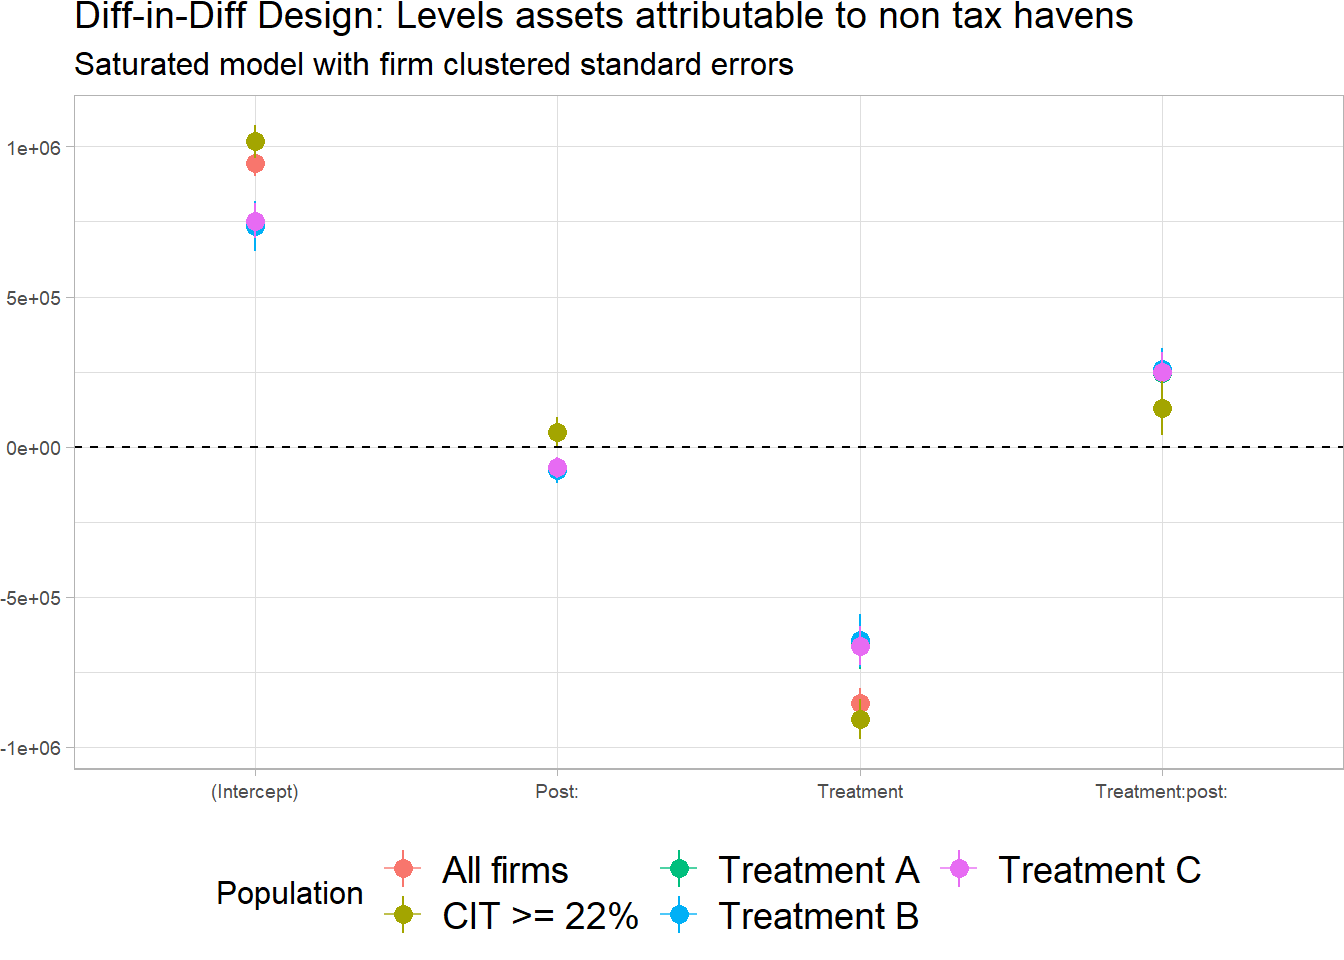 Diff-in-Diff Design: Levels assets attributable to non tax havens
Saturated model with firm clustered standard errors
1e+06
5e+05
0e+00
-5e+05
-1e+06
(Intercept) Post: Treatment Treatment:post:
Population
All firms Treatment A Treatment C
CIT >= 22% Treatment B